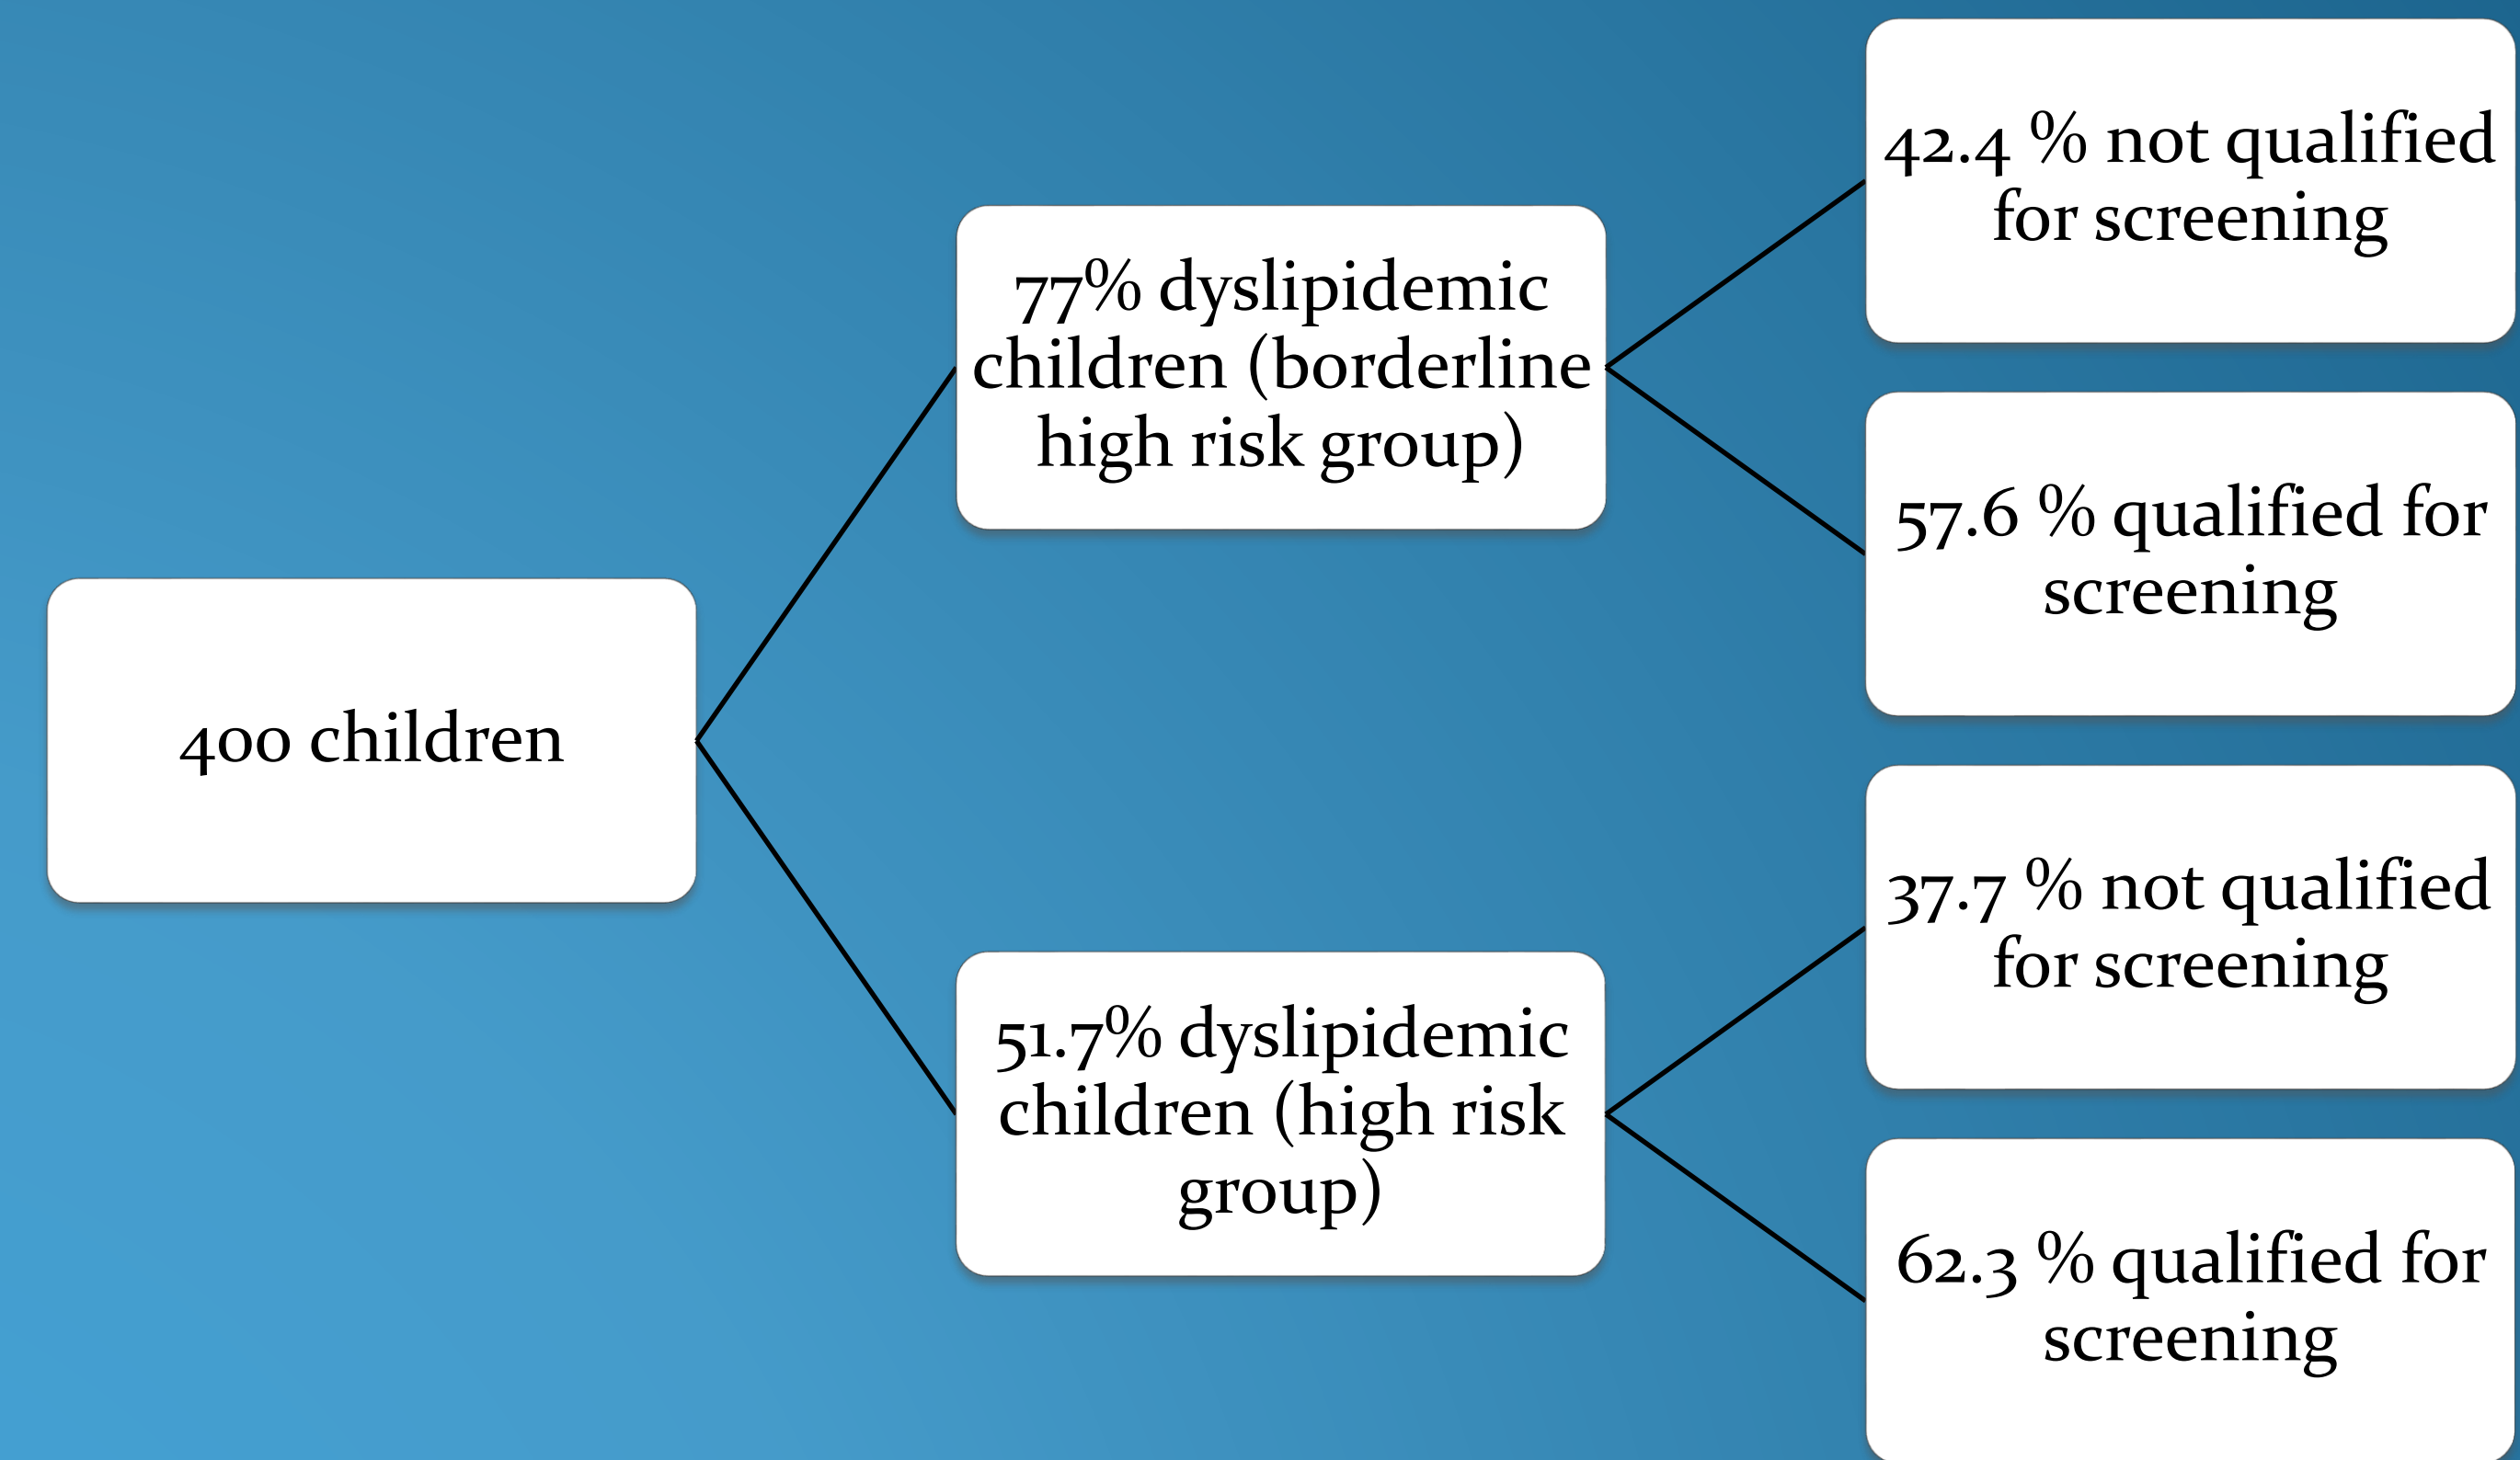 400 children
77% dyslipidemic
children (borderline
high risk group)
42.4 % not qualified
for screening
57.6 % qualified for
screening
51.7% dyslipidemic
children (high risk
group)
37.7 % not qualified
for screening
62.3 % qualified for
screening